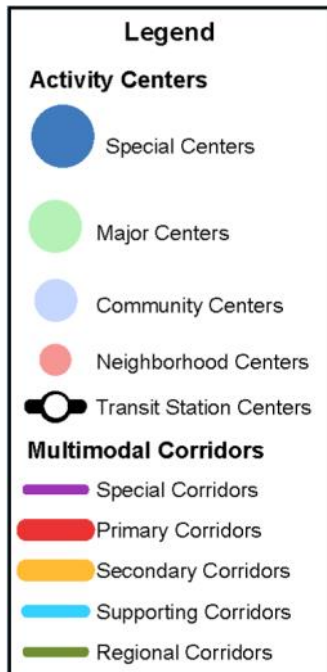 Legend
Activity Centers
Special Centers
Major Centers
Community Centers
Neighborhood Centers
Transit Station Centers
Multimodal Corridors
Special Corridors
Primary Corridors
Secondary Corridors
Supporting Corridors
Regional Corridors